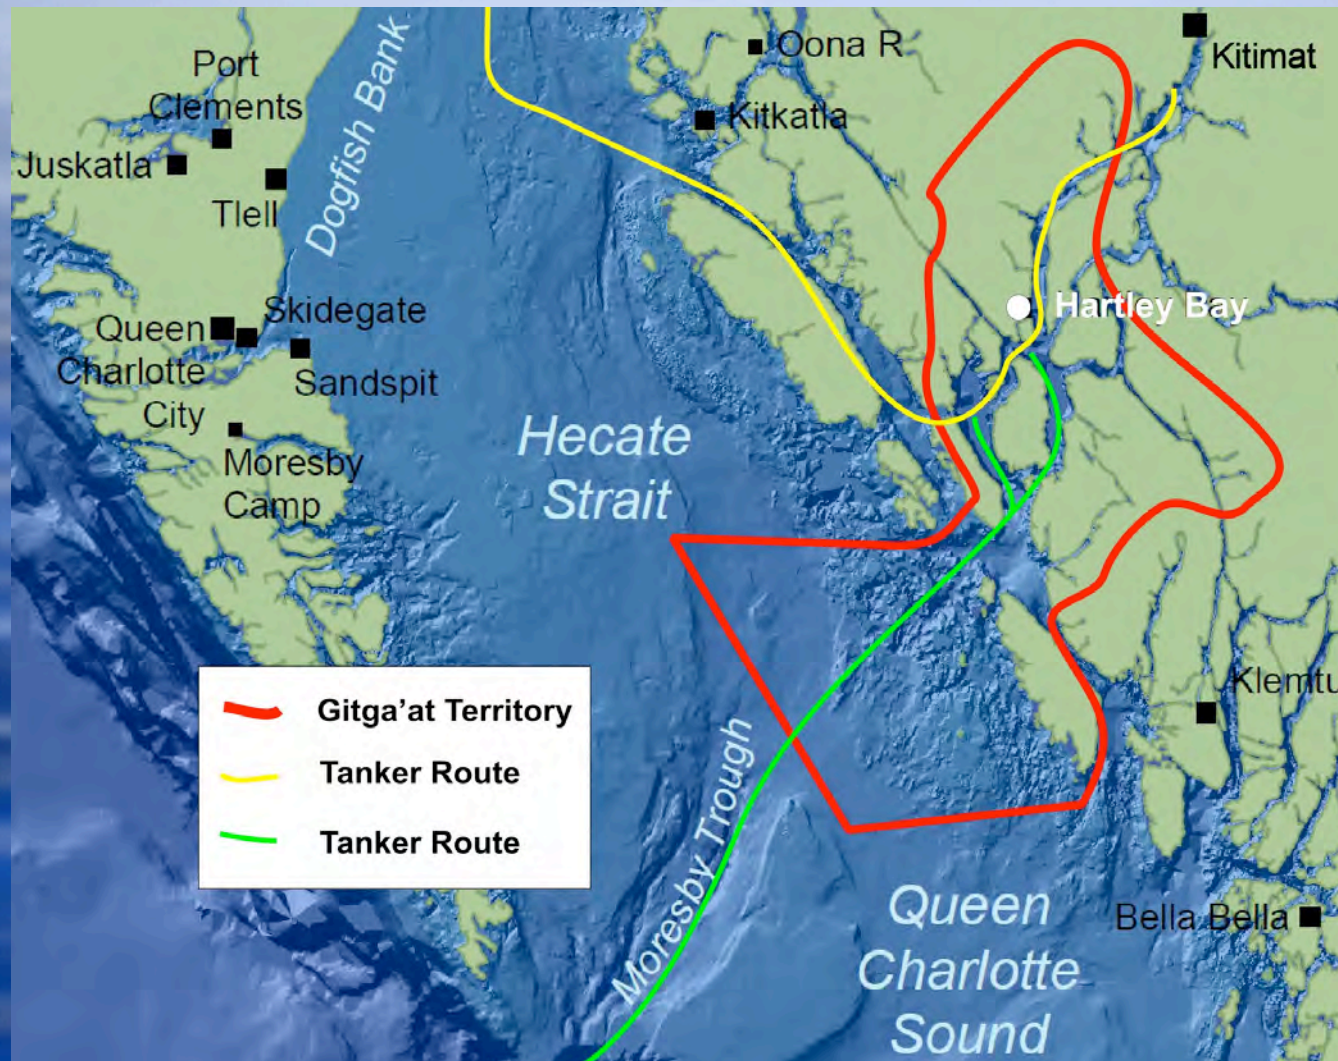 Port
Clements
Juskatla
Tlell
Dogfish Bank
Oona R
Kitkatla
Kitimat
Skidegate
Queen
Charlotte
City
Sandspit
Moresby
Camp
Hecate
Strait
Hartley Bay
Klemtu
Gitga'at Territory
Tanker Route
Tanker Route
Moresby Trough
Queen
Charlotte
Sound
Bella Bella